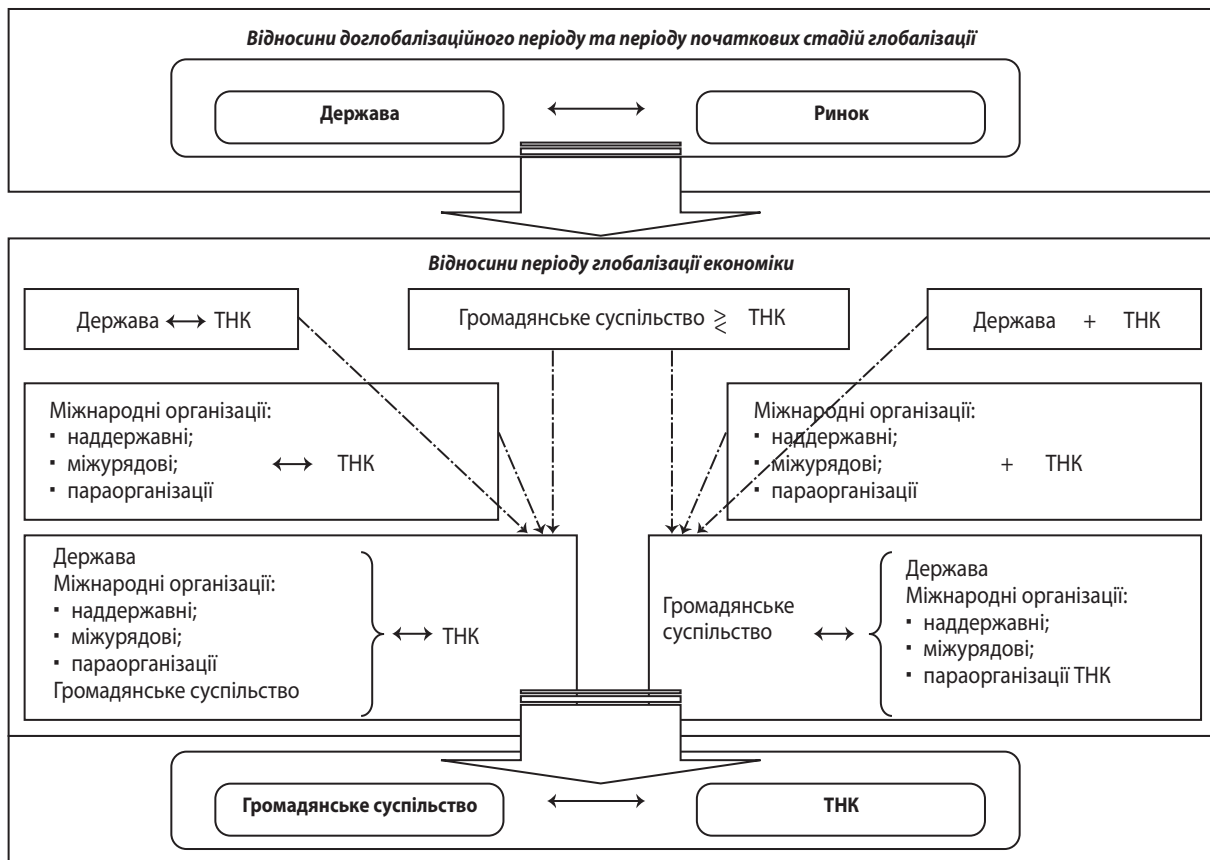 Відносини доглобалізаційного періоду та періоду початкових стадій глобалізації
Держава
Ринок
Відносини періоду глобалізації економіки
Держава ↔ ТНК
Громадянське суспільство ≷ ТНК
Держава + ТНК
Міжнародні організації:
▪ наддержавні;
▪ міжурядові;
▪ параорганізації
↔ ТНК
Міжнародні організації:
▪ наддержавні;
▪ міжурядові;
▪ параорганізації
+ ТНК
Держава
Міжнародні організації:
▪ наддержавні;
▪ міжурядові;
▪ параорганізації
Громадянське суспільство
↔ ТНК
Громадянське
суспільство
↔
Держава
Міжнародні організації:
▪ наддержавні;
▪ міжурядові;
▪ параорганізації ТНК
Громадянське суспільство
ТНК